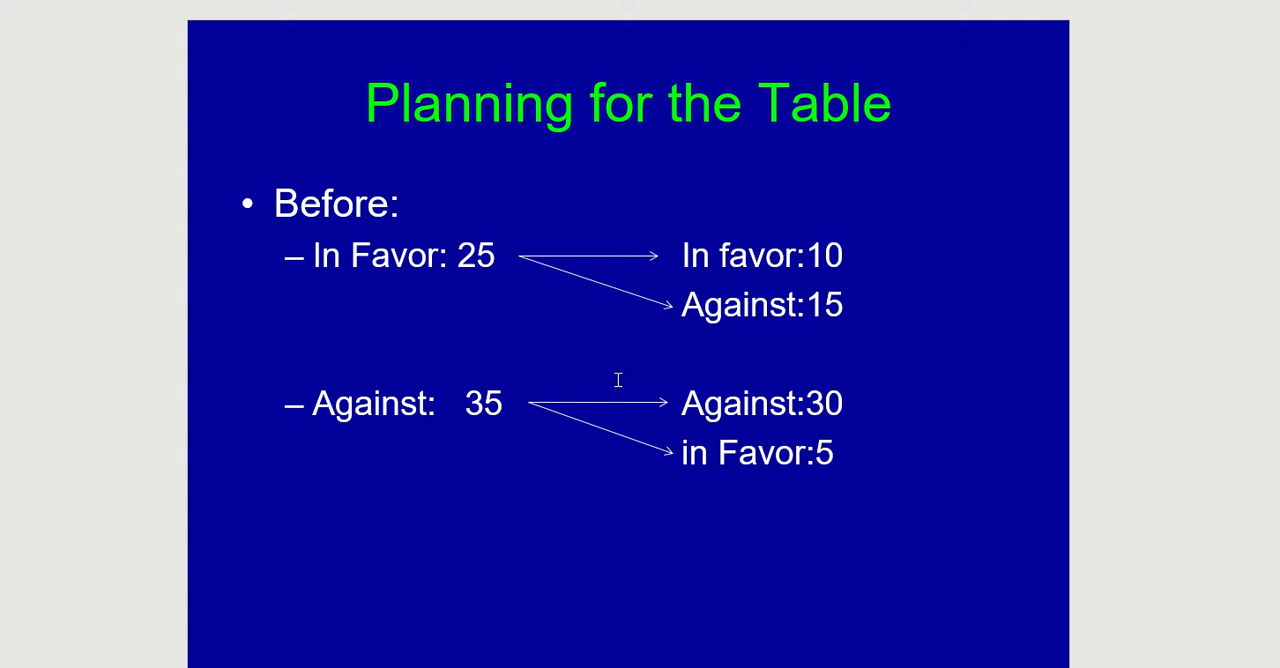 Planning for the Table
• Before:
– In Favor: 25 In favor:10
Against:15
– Against: 35 Against:30
in Favor:5